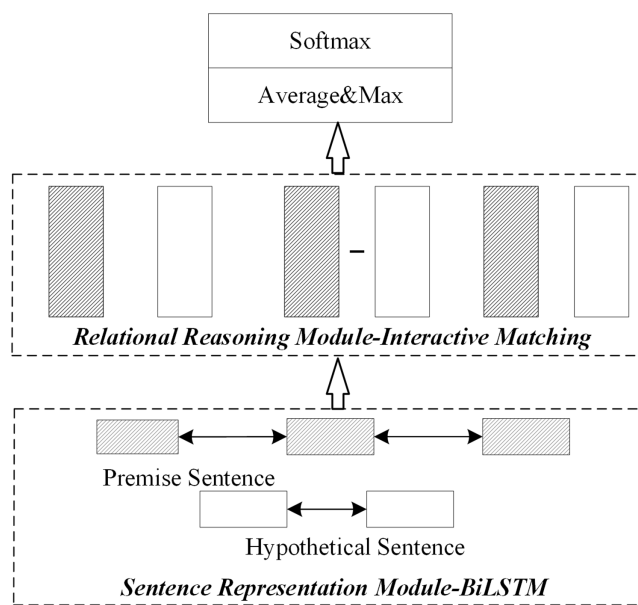 Softmax
Average&Max
–
Relational Reasoning Module-Interactive Matching
Premise Sentence
Hypothetical Sentence
Sentence Representation Module-BiLSTM